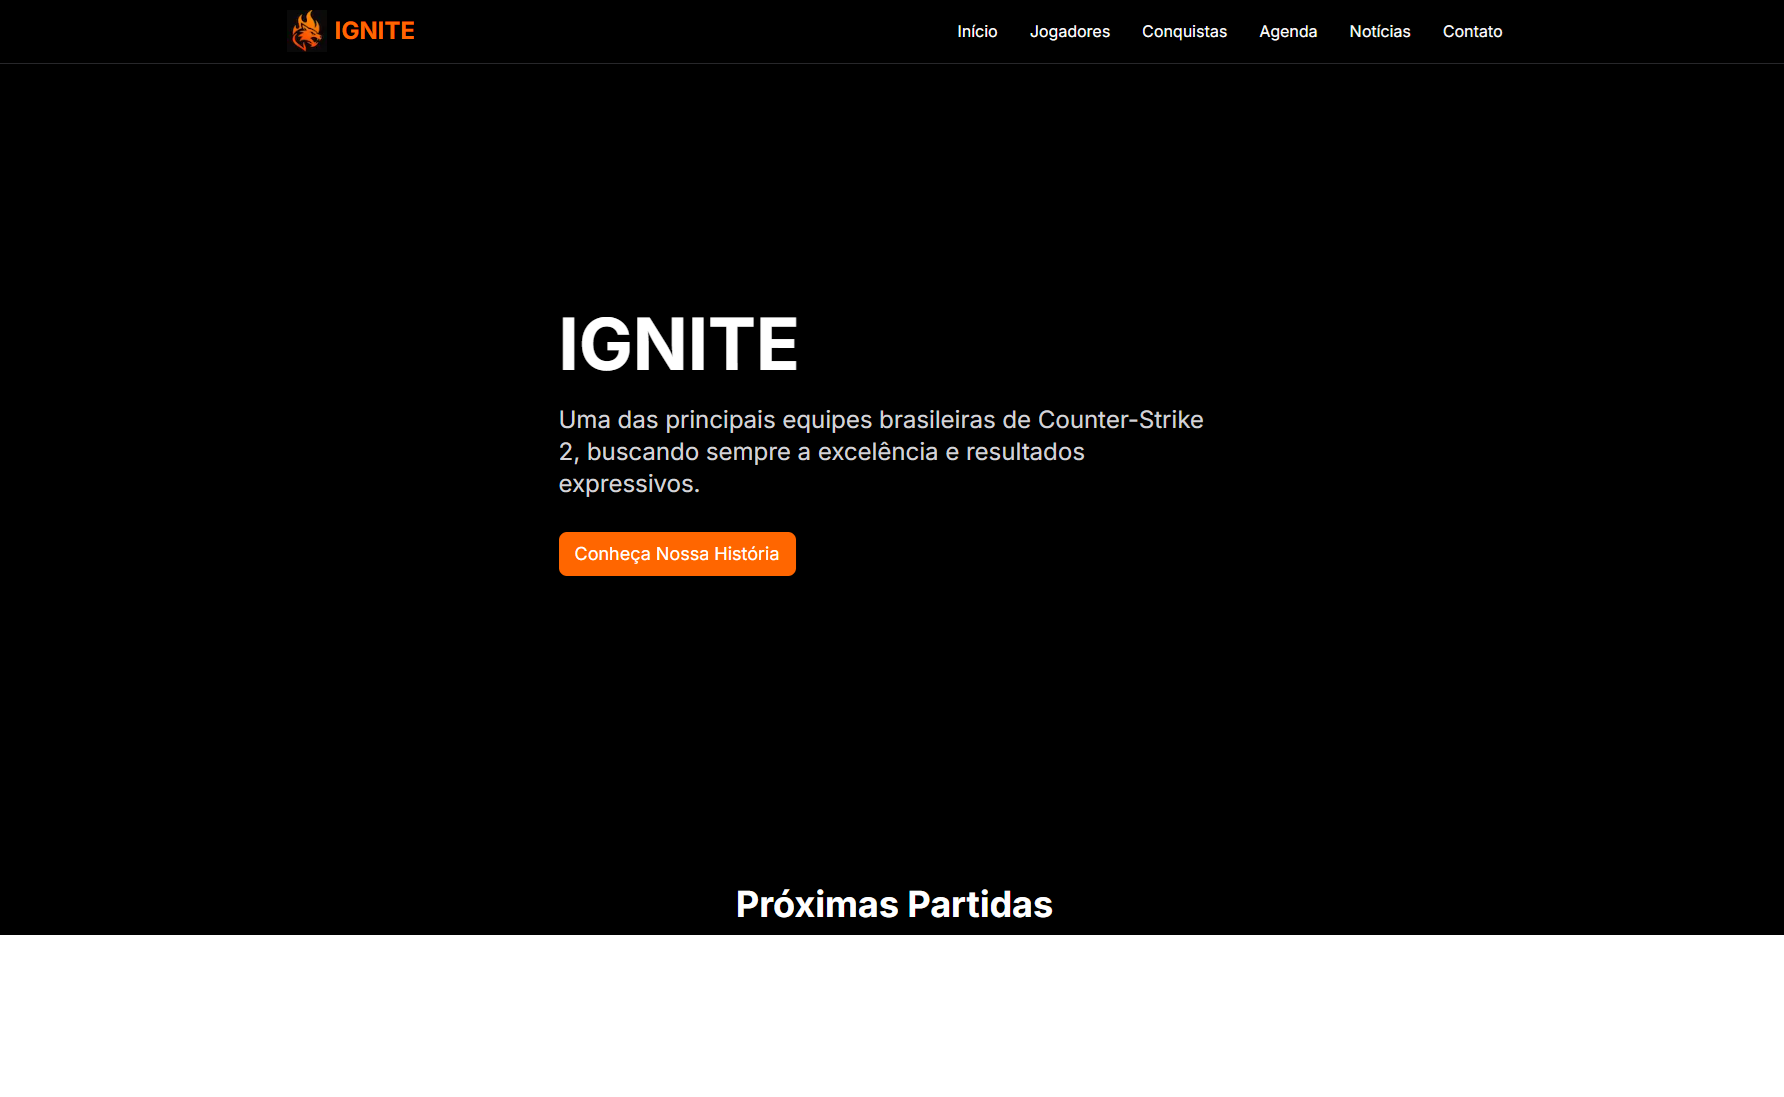 IGNITE
Início Jogadores Conquistas Agenda Notícias Contato
IGNITE
Uma das principais equipes brasileiras de Counter-Strike
2, buscando sempre a excelência e resultados
expressivos.
Conheça Nossa História
Próximas Partidas